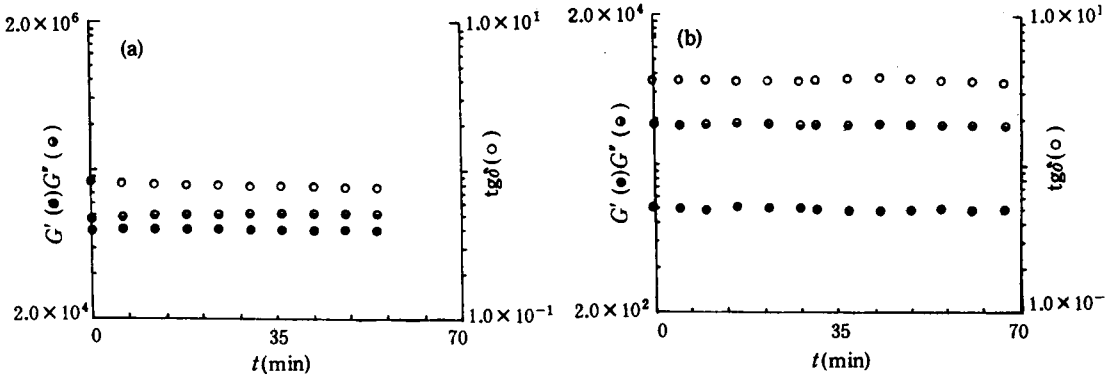 2.0×10⁶
(a)
1.0×10¹
G′ (●)G″ (◒)
tgδ(○)
2.0×10⁴
1.0×10⁻¹
0 35 70
t(min)
2.0×10⁴
(b)
1.0×10¹
G′ (●)G″ (◒)
tgδ(○)
2.0×10²
1.0×10⁻
0 35 70
t(min)